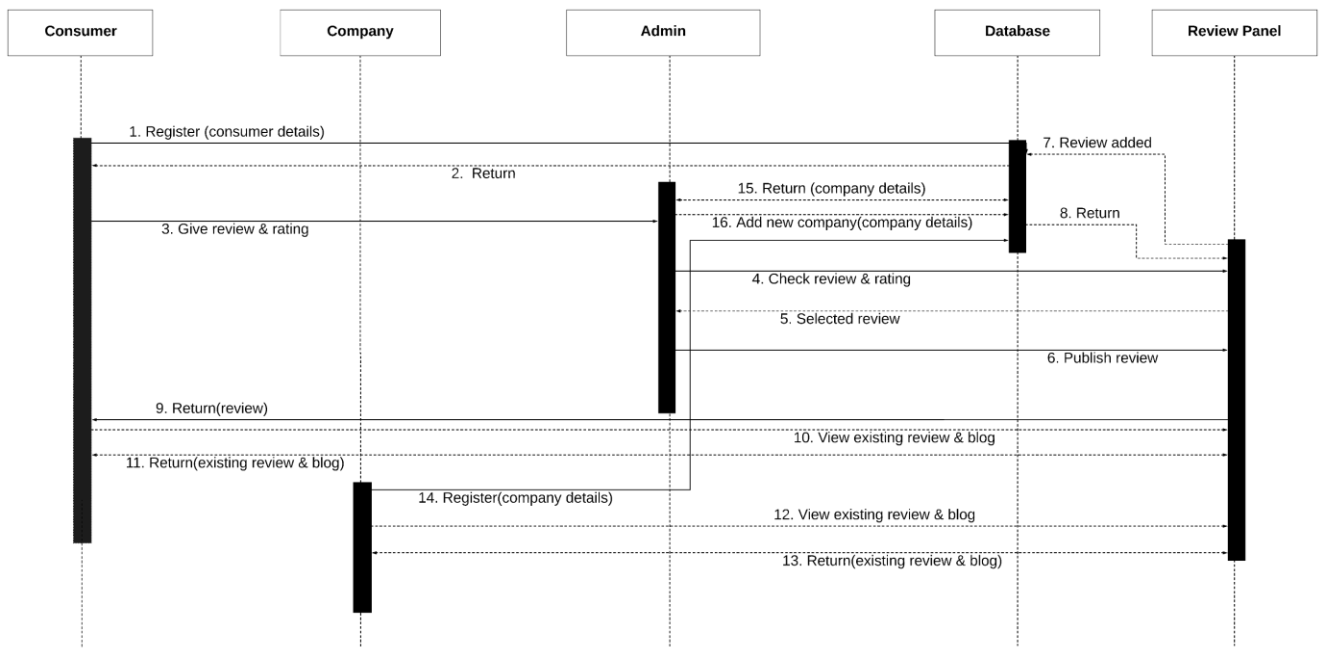 Consumer
Company
Admin
Database
Review Panel
1. Register (consumer details)
7. Review added
2.  Return
15. Return (company details)
8. Return
16. Add new company(company details)
3. Give review & rating
4. Check review & rating
5. Selected review
6. Publish review
9. Return(review)
10. View existing review & blog
11. Return(existing review & blog)
14. Register(company details)
12. View existing review & blog
13. Return(existing review & blog)